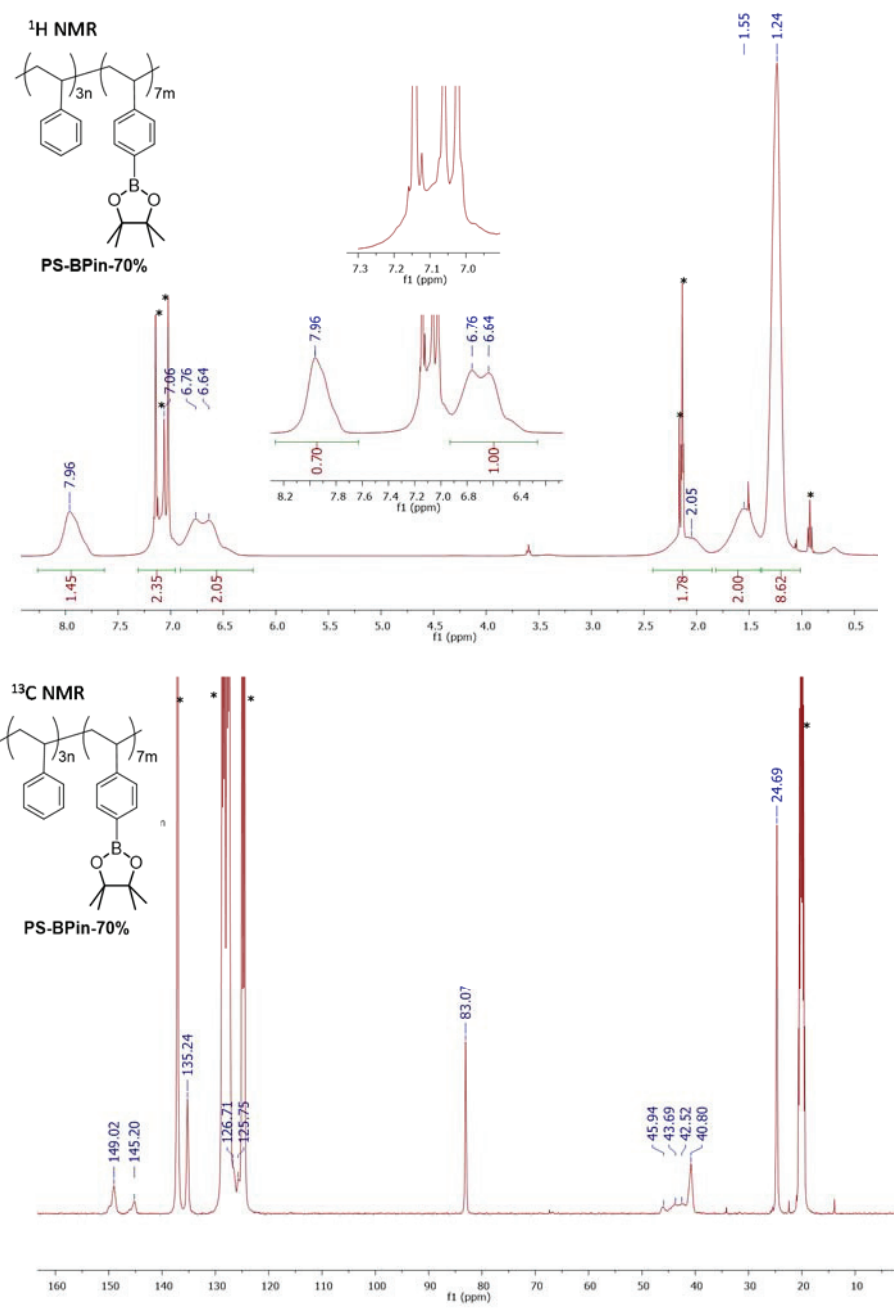 ¹H NMR
3n
7m
B
O O
PS-BPin-70%
1.55
1.24
7.3 7.2 7.1 7.0
f1 (ppm)
*
*
*
7.06
6.76
6.64
7.96
7.96
6.76
6.64
0.70
1.00
8.2 8.0 7.8 7.6 7.4 7.2 7.0 6.8 6.6 6.4
f1 (ppm)
*
*
2.05
*
1.45
2.35
2.05
1.78
2.00
8.62
8.0 7.5 7.0 6.5 6.0 5.5 5.0 4.5 4.0 3.5 3.0 2.5 2.0 1.5 1.0 0.5
f1 (ppm)
¹³C NMR
3n
7m
n
B
O O
PS-BPin-70%
*
*
*
*
149.02
145.20
135.24
126.71
125.75
83.07
45.94
43.69
42.52
40.80
24.69
160 150 140 130 120 110 100 90 80 70 60 50 40 30 20 10
f1 (ppm)